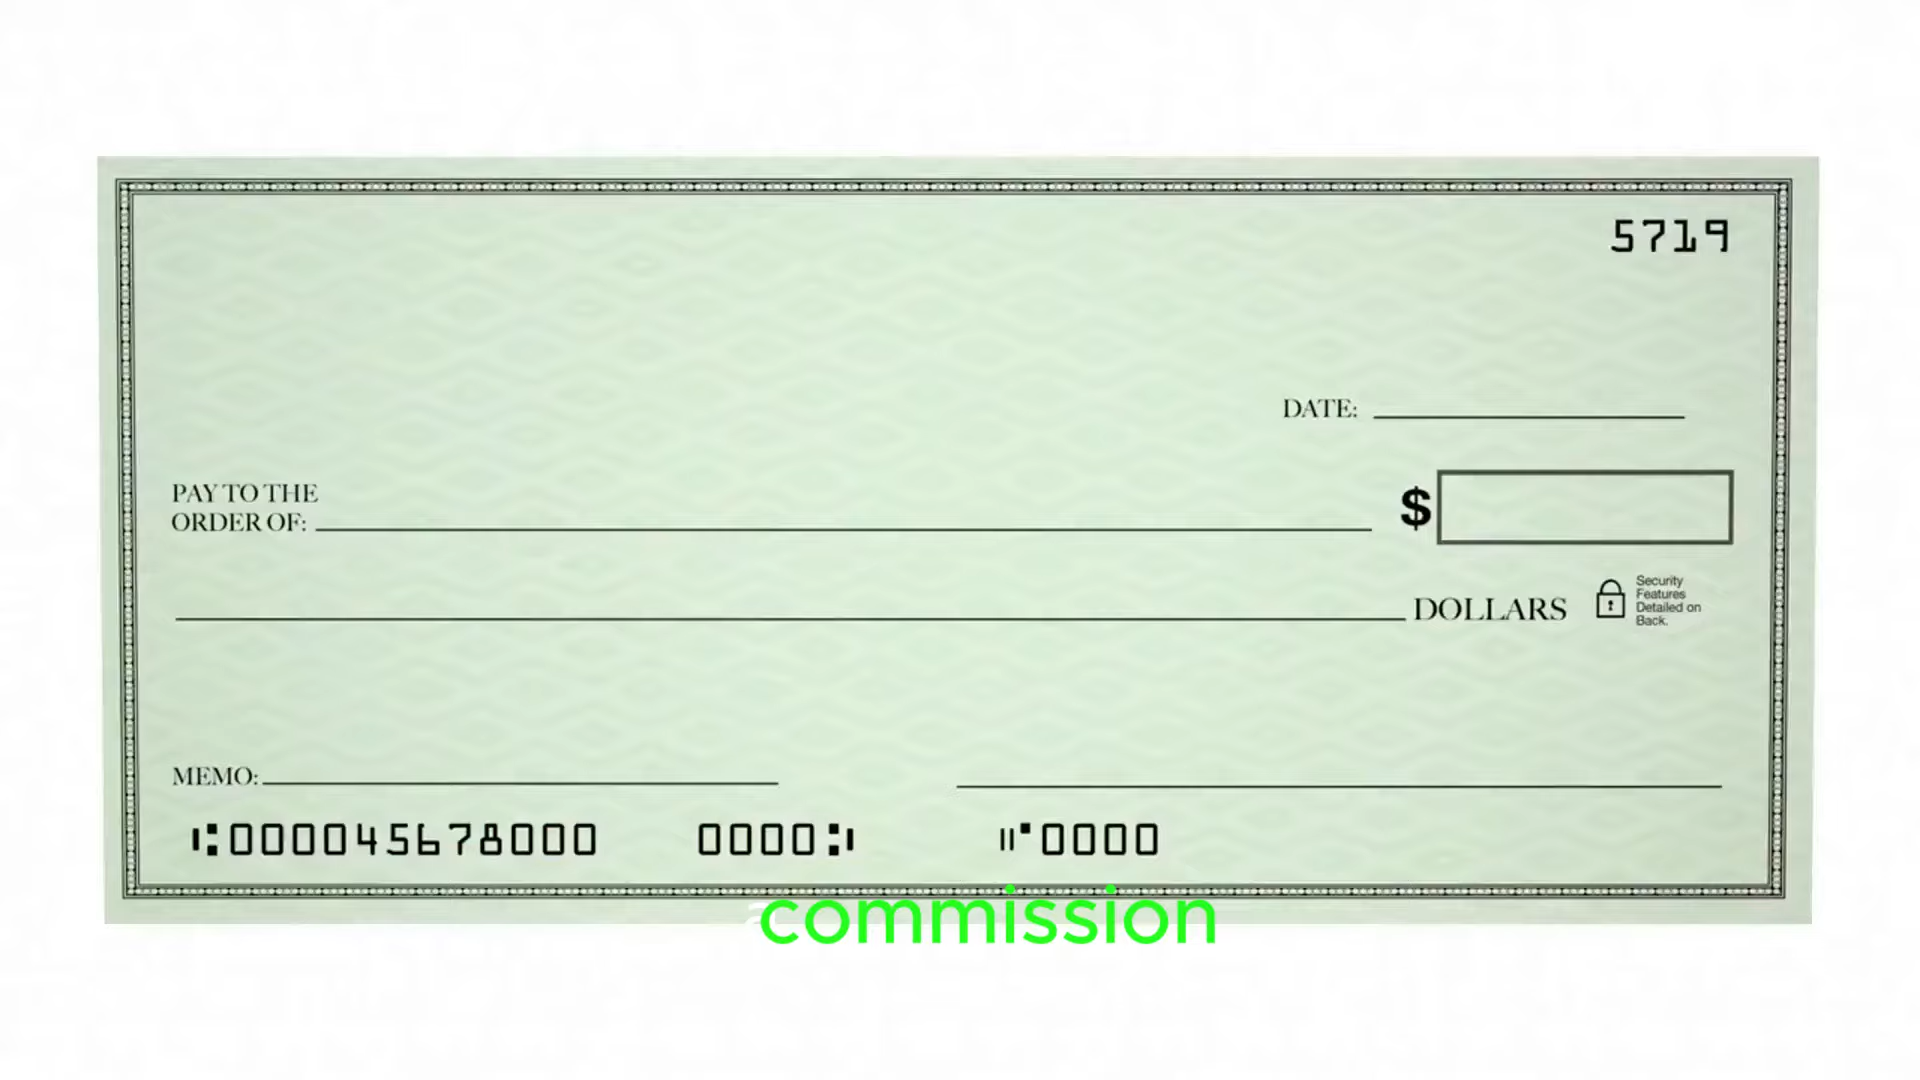 5719
DATE:
PAY TO THE
ORDER OF:
$
DOLLARS
Security
Features
Detailed on
Back.
MEMO:
⑆000045678000 0000⑆ ⑈0000
commission